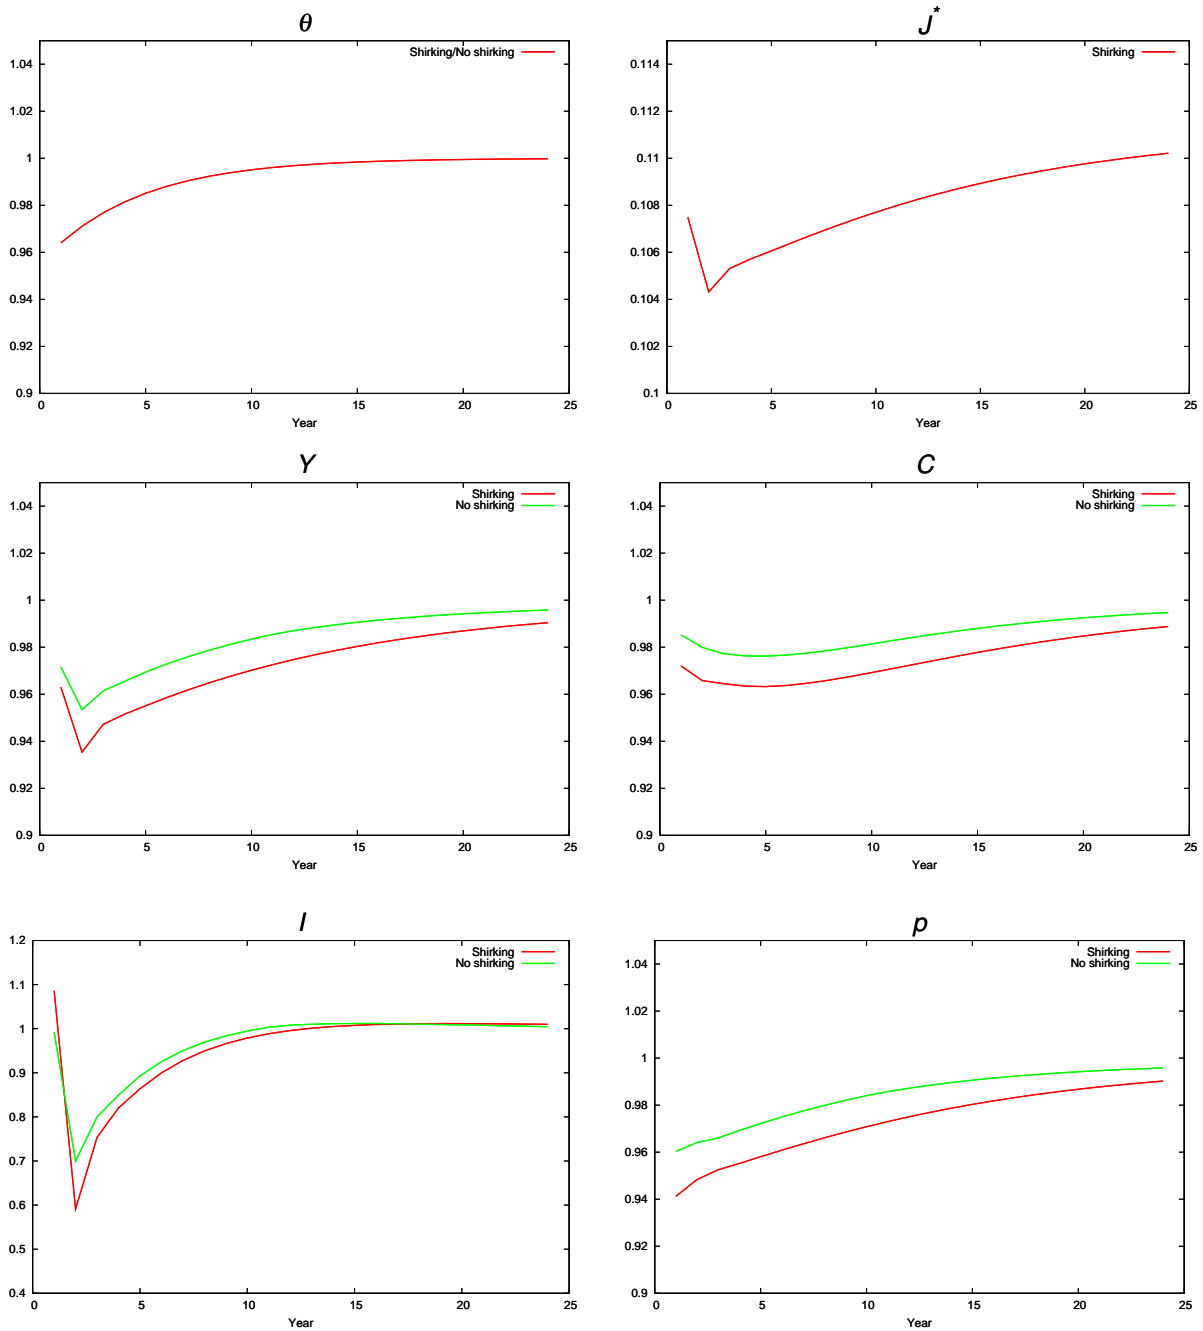 θ
Shirking/No shirking
1.04
1.02
1
0.98
0.96
0.94
0.92
0.9
0 5 10 15 20 25
Year
J*
Shirking
0.114
0.112
0.11
0.108
0.106
0.104
0.102
0.1
0 5 10 15 20 25
Year
Y
Shirking
No shirking
1.04
1.02
1
0.98
0.96
0.94
0.92
0.9
0 5 10 15 20 25
Year
C
Shirking
No shirking
1.04
1.02
1
0.98
0.96
0.94
0.92
0.9
0 5 10 15 20 25
Year
I
Shirking
No shirking
1.2
1.1
1
0.9
0.8
0.7
0.6
0.5
0.4
0 5 10 15 20 25
Year
p
Shirking
No shirking
1.04
1.02
1
0.98
0.96
0.94
0.92
0.9
0 5 10 15 20 25
Year